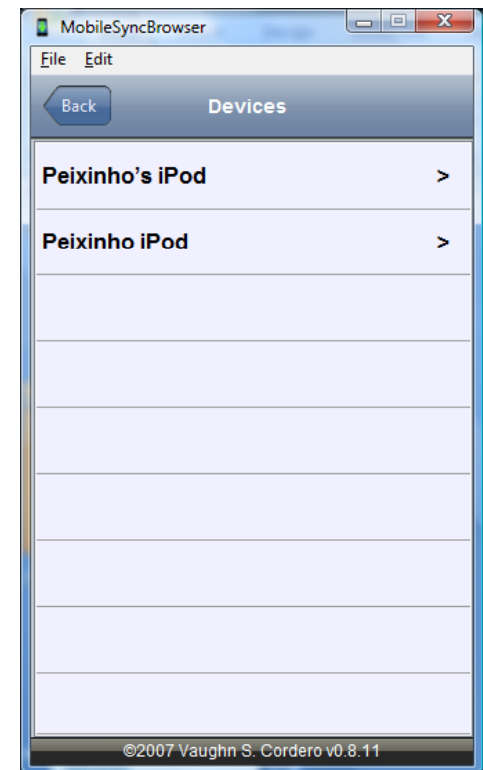 MobileSyncBrowser
File Edit
Back Devices
Peixinho’s iPod >
Peixinho iPod >
©2007 Vaughn S. Cordero v0.8.11